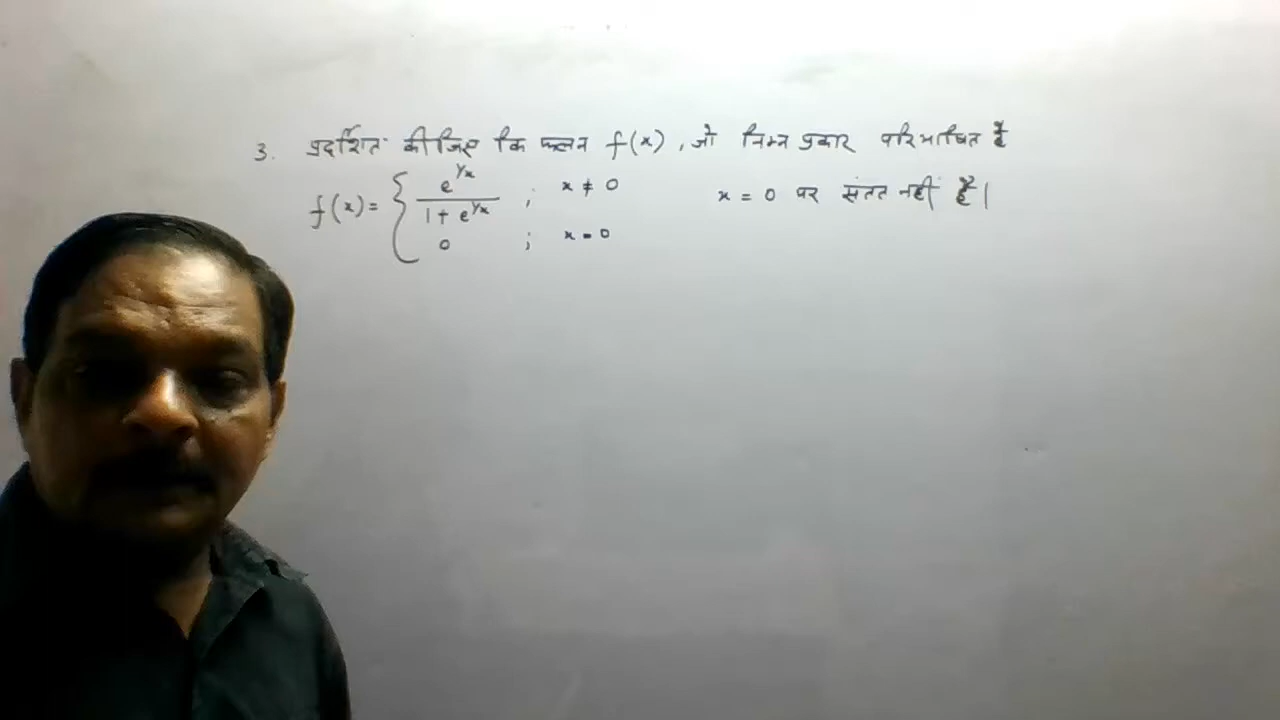 3. प्रदर्शित कीजिए कि फलन f(x), जो निम्न प्रकार परिभाषित है
f(x) = { e^1/x / 1 + e^1/x ; x ≠ 0 x = 0 पर संतत नहीं है।
0 ; x = 0